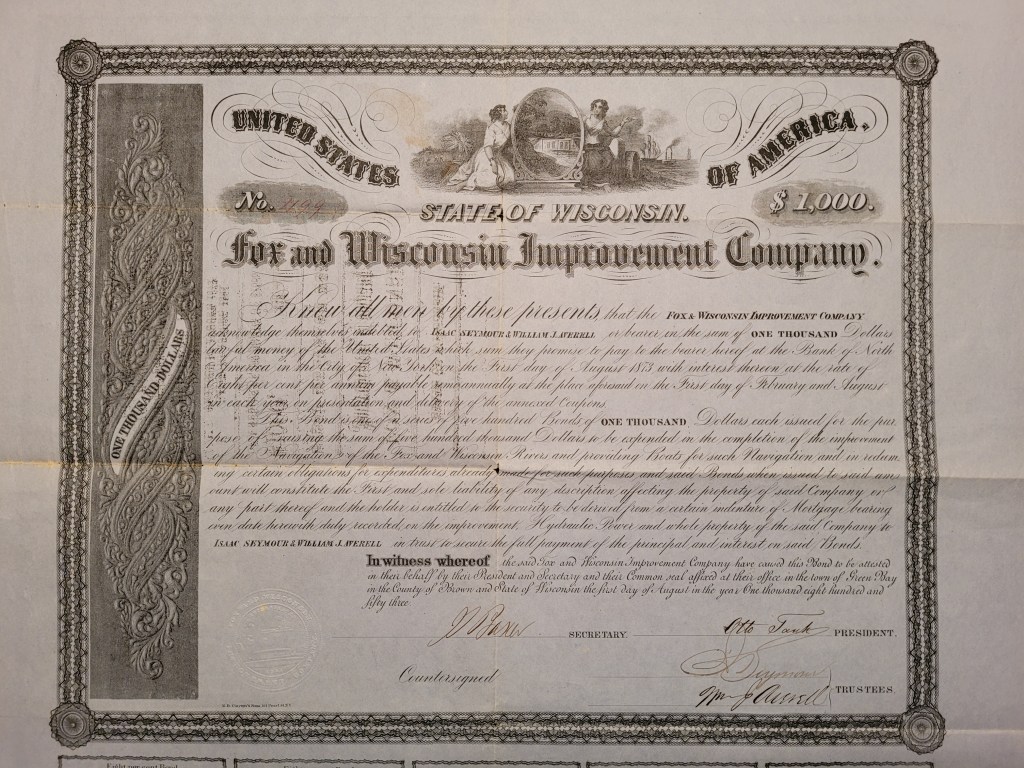 UNITED STATES OF AMERICA.
No.
$ 1,000.
STATE OF WISCONSIN.
Fox and Wisconsin Improvement Company.
ONE THOUSAND DOLLARS
Know all men by these presents, that the FOX & WISCONSIN IMPROVEMENT COMPANY
acknowledge themselves indebted to ISAAC SEYMOUR & WILLIAM J. AVERELL or bearer in the sum of ONE THOUSAND Dollars
lawful money of the United States which sum they promise to pay to the bearer hereof at the Bank of North
America in the City of New York on the First day of August 1873 with interest thereon at the rate of
Eight per cent per annum payable semiannually at the place aforesaid on the First day of February and August
in each year on presentation and delivery of the annexed Coupons.
This Bond is one of a series of five hundred Bonds of ONE THOUSAND Dollars each issued for the pur
pose of raising the sum of five hundred thousand Dollars to be expended in the completion of the improvement
of the Navigation of the Fox and Wisconsin Rivers and providing Boats for such Navigation and in redeem
ing certain obligations for expenditures already made for such purposes and said Bonds when issued to said am
ount will constitute the First and sole liability of any description affecting the property of said Company or
any part thereof and the holder is entitled to the security to be derived from a certain indenture of Mortgage bearing
even date herewith duly recorded, on the improvement, Hydraulic Power and whole property of the said Company to
ISAAC SEYMOUR & WILLIAM J. AVERELL in trust to secure the full payment of the principal and interest on said Bonds.
In witness whereof the said Fox and Wisconsin Improvement Company have caused this Bond to be attested
in their behalf by their President and Secretary and their Common seal affixed at their office in the town of Green Bay
in the County of Brown and State of Wisconsin the first day of August in the year One thousand eight hundred and
fifty three
SECRETARY. Otto Tank PRESIDENT.
Countersigned
Seymour
Wm J Averell TRUSTEES.
Eight per cent Bond